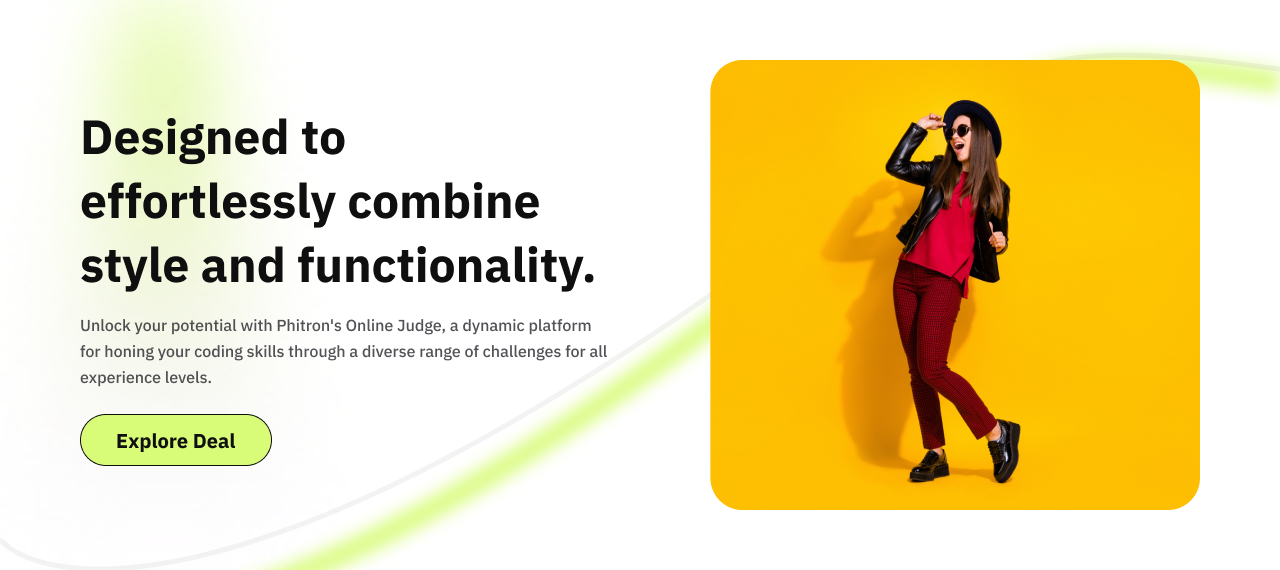 Designed to
effortlessly combine
style and functionality.
Unlock your potential with Phitron's Online Judge, a dynamic platform
for honing your coding skills through a diverse range of challenges for all
experience levels.
Explore Deal